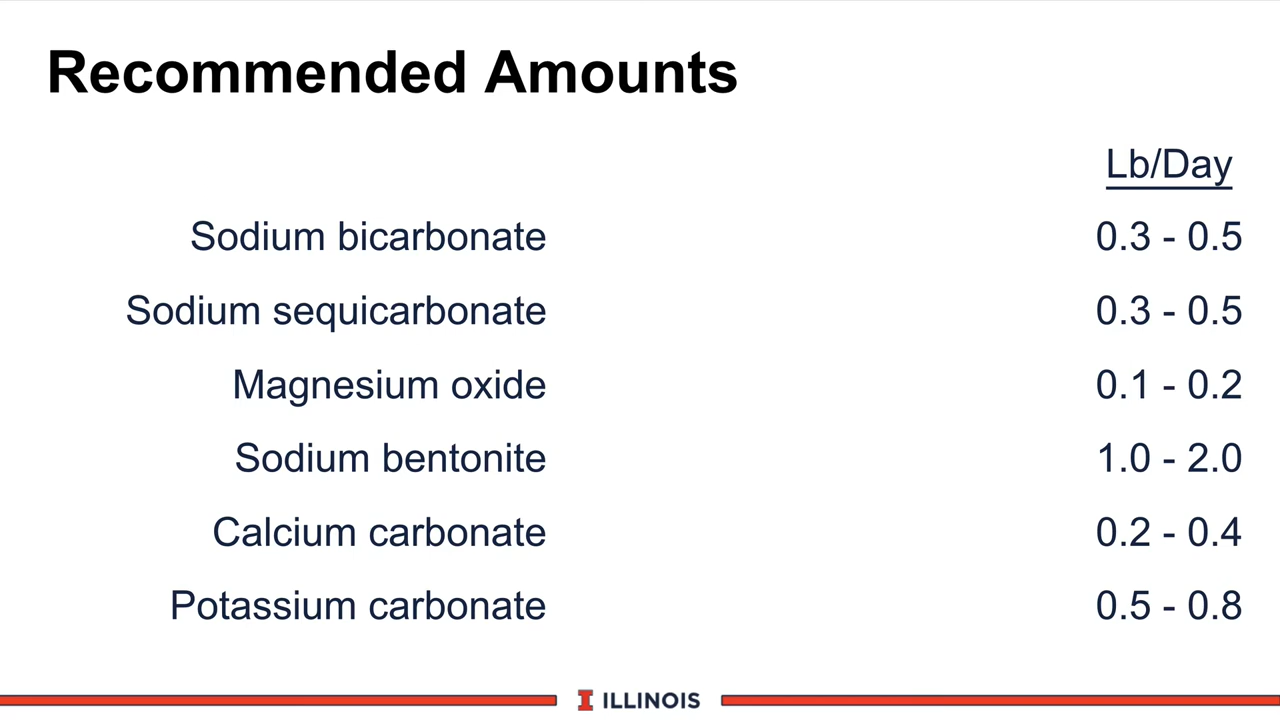 Recommended Amounts
Lb/Day
Sodium bicarbonate 0.3 - 0.5
Sodium sequicarbonate 0.3 - 0.5
Magnesium oxide 0.1 - 0.2
Sodium bentonite 1.0 - 2.0
Calcium carbonate 0.2 - 0.4
Potassium carbonate 0.5 - 0.8
I ILLINOIS